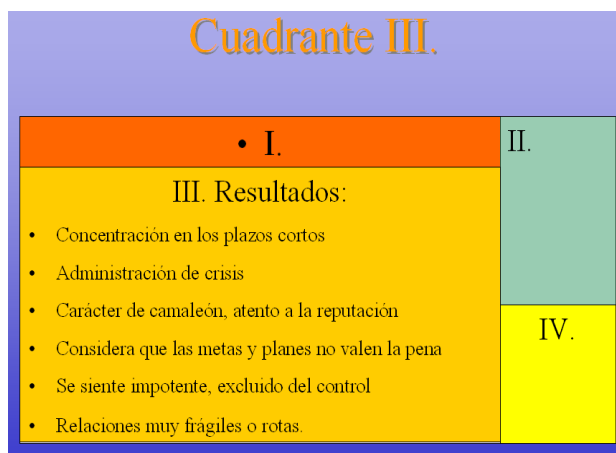 Cuadrante III.
• I.
II.
III. Resultados:
• Concentración en los plazos cortos
• Administración de crisis
• Carácter de camaleón, atento a la reputación
• Considera que las metas y planes no valen la pena
• Se siente impotente, excluido del control
• Relaciones muy frágiles o rotas.
IV.